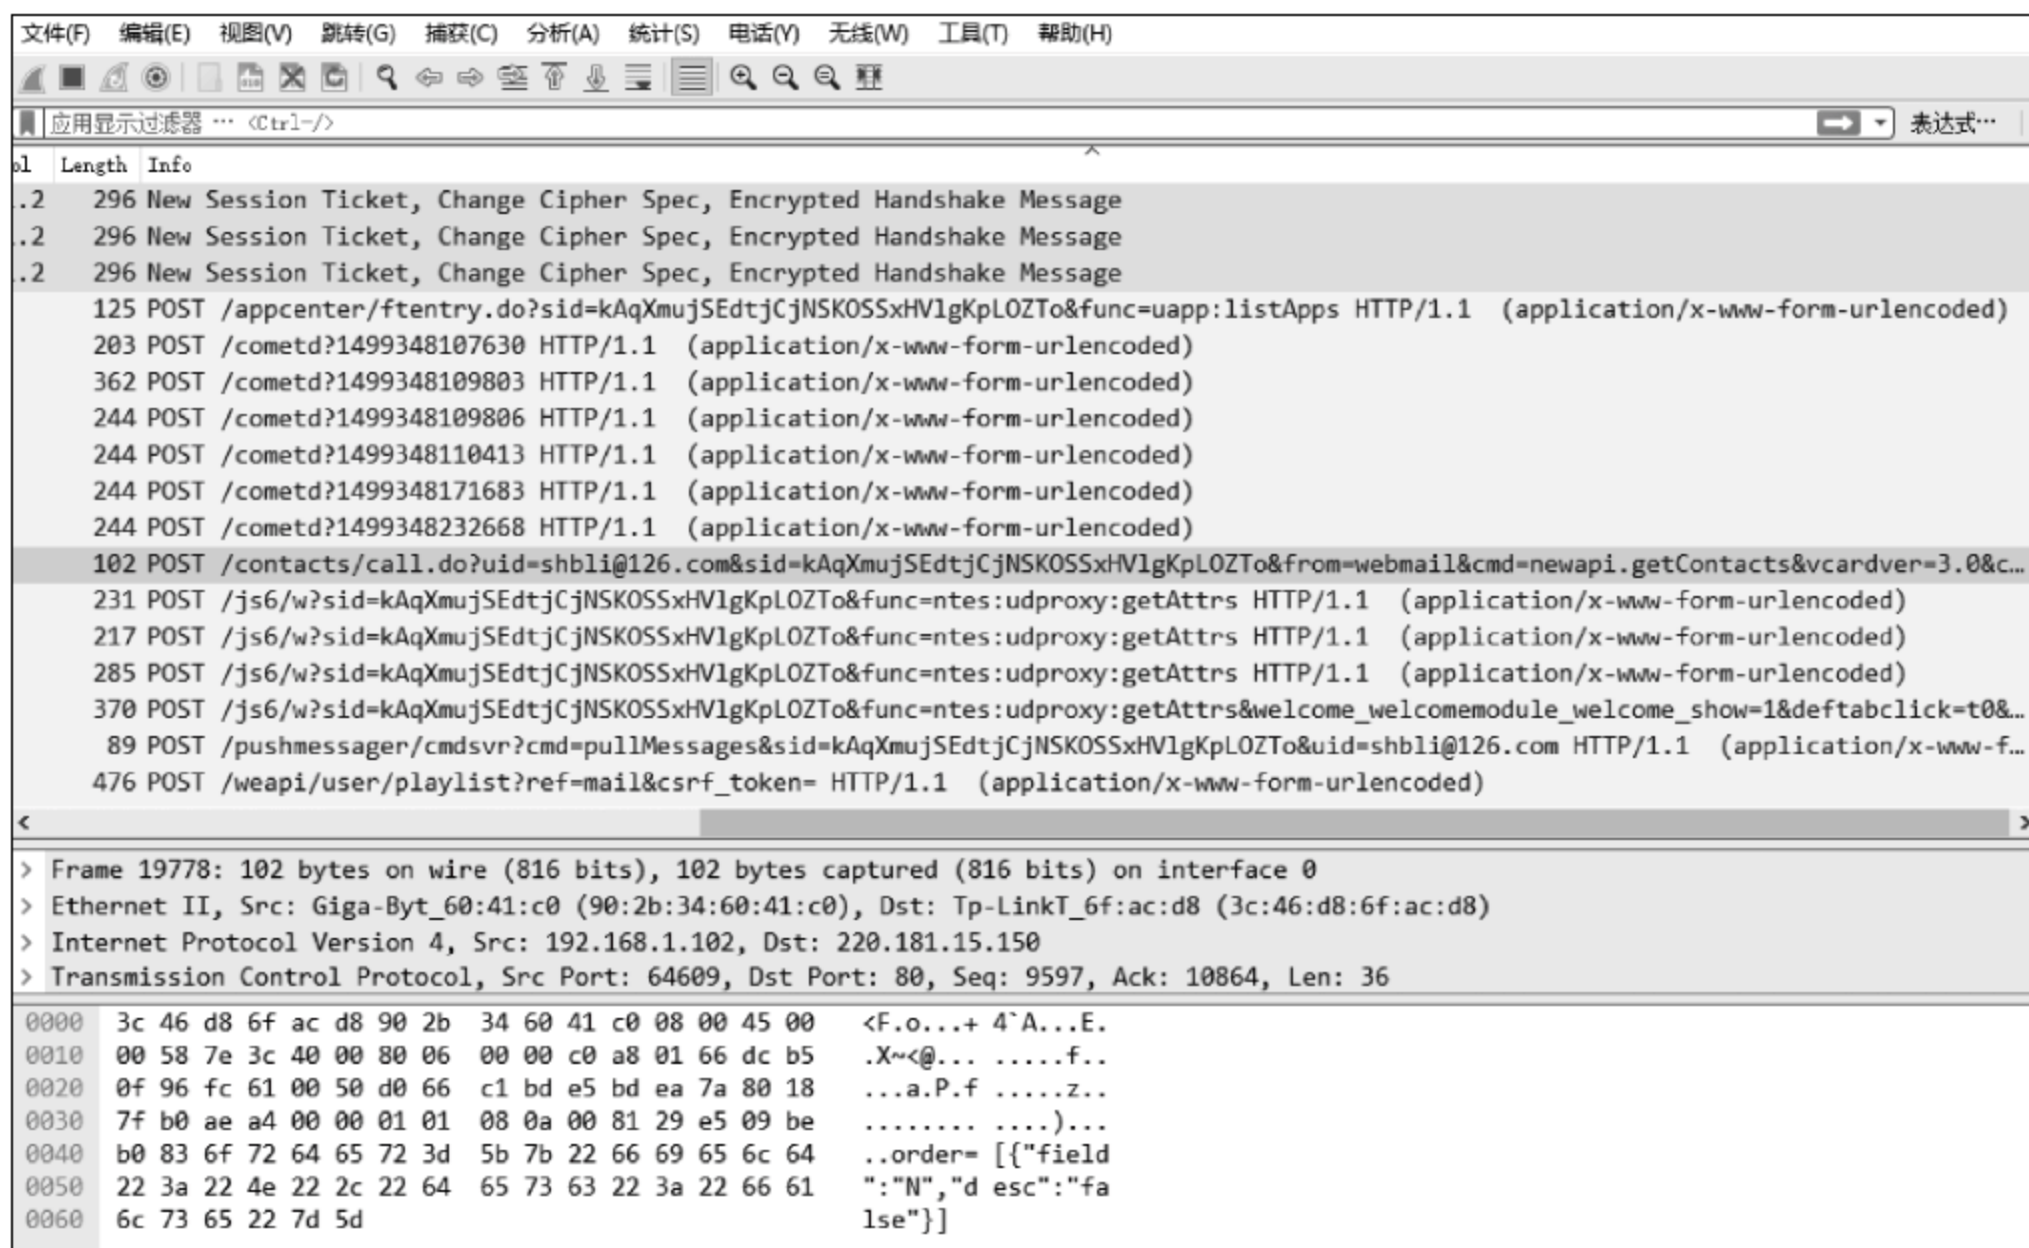 文件(F) 编辑(E) 视图(V) 跳转(G) 捕获(C) 分析(A) 统计(S) 电话(Y) 无线(W) 工具(T) 帮助(H)
应用显示过滤器 … <Ctrl-/> 表达式…
ol Length Info
.2 296 New Session Ticket, Change Cipher Spec, Encrypted Handshake Message
.2 296 New Session Ticket, Change Cipher Spec, Encrypted Handshake Message
.2 296 New Session Ticket, Change Cipher Spec, Encrypted Handshake Message
125 POST /appcenter/ftentry.do?sid=kAqXmujSEdtjCjNSKOSSxHVlgKpLOZTo&func=uapp:listApps HTTP/1.1 (application/x-www-form-urlencoded)
203 POST /cometd?1499348107630 HTTP/1.1 (application/x-www-form-urlencoded)
362 POST /cometd?1499348109803 HTTP/1.1 (application/x-www-form-urlencoded)
244 POST /cometd?1499348109806 HTTP/1.1 (application/x-www-form-urlencoded)
244 POST /cometd?1499348110413 HTTP/1.1 (application/x-www-form-urlencoded)
244 POST /cometd?1499348171683 HTTP/1.1 (application/x-www-form-urlencoded)
244 POST /cometd?1499348232668 HTTP/1.1 (application/x-www-form-urlencoded)
102 POST /contacts/call.do?uid=shbli@126.com&sid=kAqXmujSEdtjCjNSKOSSxHVlgKpLOZTo&from=webmail&cmd=newapi.getContacts&vcardver=3.0&c…
231 POST /js6/w?sid=kAqXmujSEdtjCjNSKOSSxHVlgKpLOZTo&func=ntes:udproxy:getAttrs HTTP/1.1 (application/x-www-form-urlencoded)
217 POST /js6/w?sid=kAqXmujSEdtjCjNSKOSSxHVlgKpLOZTo&func=ntes:udproxy:getAttrs HTTP/1.1 (application/x-www-form-urlencoded)
285 POST /js6/w?sid=kAqXmujSEdtjCjNSKOSSxHVlgKpLOZTo&func=ntes:udproxy:getAttrs HTTP/1.1 (application/x-www-form-urlencoded)
370 POST /js6/w?sid=kAqXmujSEdtjCjNSKOSSxHVlgKpLOZTo&func=ntes:udproxy:getAttrs&welcome_welcomemodule_welcome_show=1&deftabclick=t0&…
89 POST /pushmessager/cmdsvr?cmd=pullMessages&sid=kAqXmujSEdtjCjNSKOSSxHVlgKpLOZTo&uid=shbli@126.com HTTP/1.1 (application/x-www-f…
476 POST /weapi/user/playlist?ref=mail&csrf_token= HTTP/1.1 (application/x-www-form-urlencoded)
Frame 19778: 102 bytes on wire (816 bits), 102 bytes captured (816 bits) on interface 0
Ethernet II, Src: Giga-Byt_60:41:c0 (90:2b:34:60:41:c0), Dst: Tp-LinkT_6f:ac:d8 (3c:46:d8:6f:ac:d8)
Internet Protocol Version 4, Src: 192.168.1.102, Dst: 220.181.15.150
Transmission Control Protocol, Src Port: 64609, Dst Port: 80, Seq: 9597, Ack: 10864, Len: 36
0000 3c 46 d8 6f ac d8 90 2b 34 60 41 c0 08 00 45 00 <F.o...+ 4`A...E.
0010 00 58 7e 3c 40 00 80 06 00 00 c0 a8 01 66 dc b5 .X~<@... .....f..
0020 0f 96 fc 61 00 50 d0 66 c1 bd e5 bd ea 7a 80 18 ...a.P.f .....z..
0030 7f b0 ae a4 00 00 01 01 08 0a 00 81 29 e5 09 be ........ ....)...
0040 b0 83 6f 72 64 65 72 3d 5b 7b 22 66 69 65 6c 64 ..order= [{"field
0050 22 3a 22 4e 22 2c 22 64 65 73 63 22 3a 22 66 61 ":"N","d esc":"fa
0060 6c 73 65 22 7d 5d lse"}]